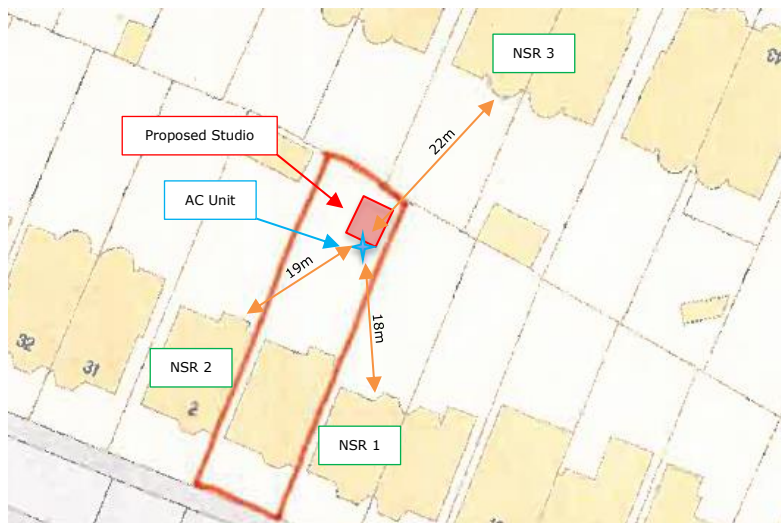 NSR 3
Proposed Studio
22m
AC Unit
19m
18m
32
31
NSR 2
2
NSR 1